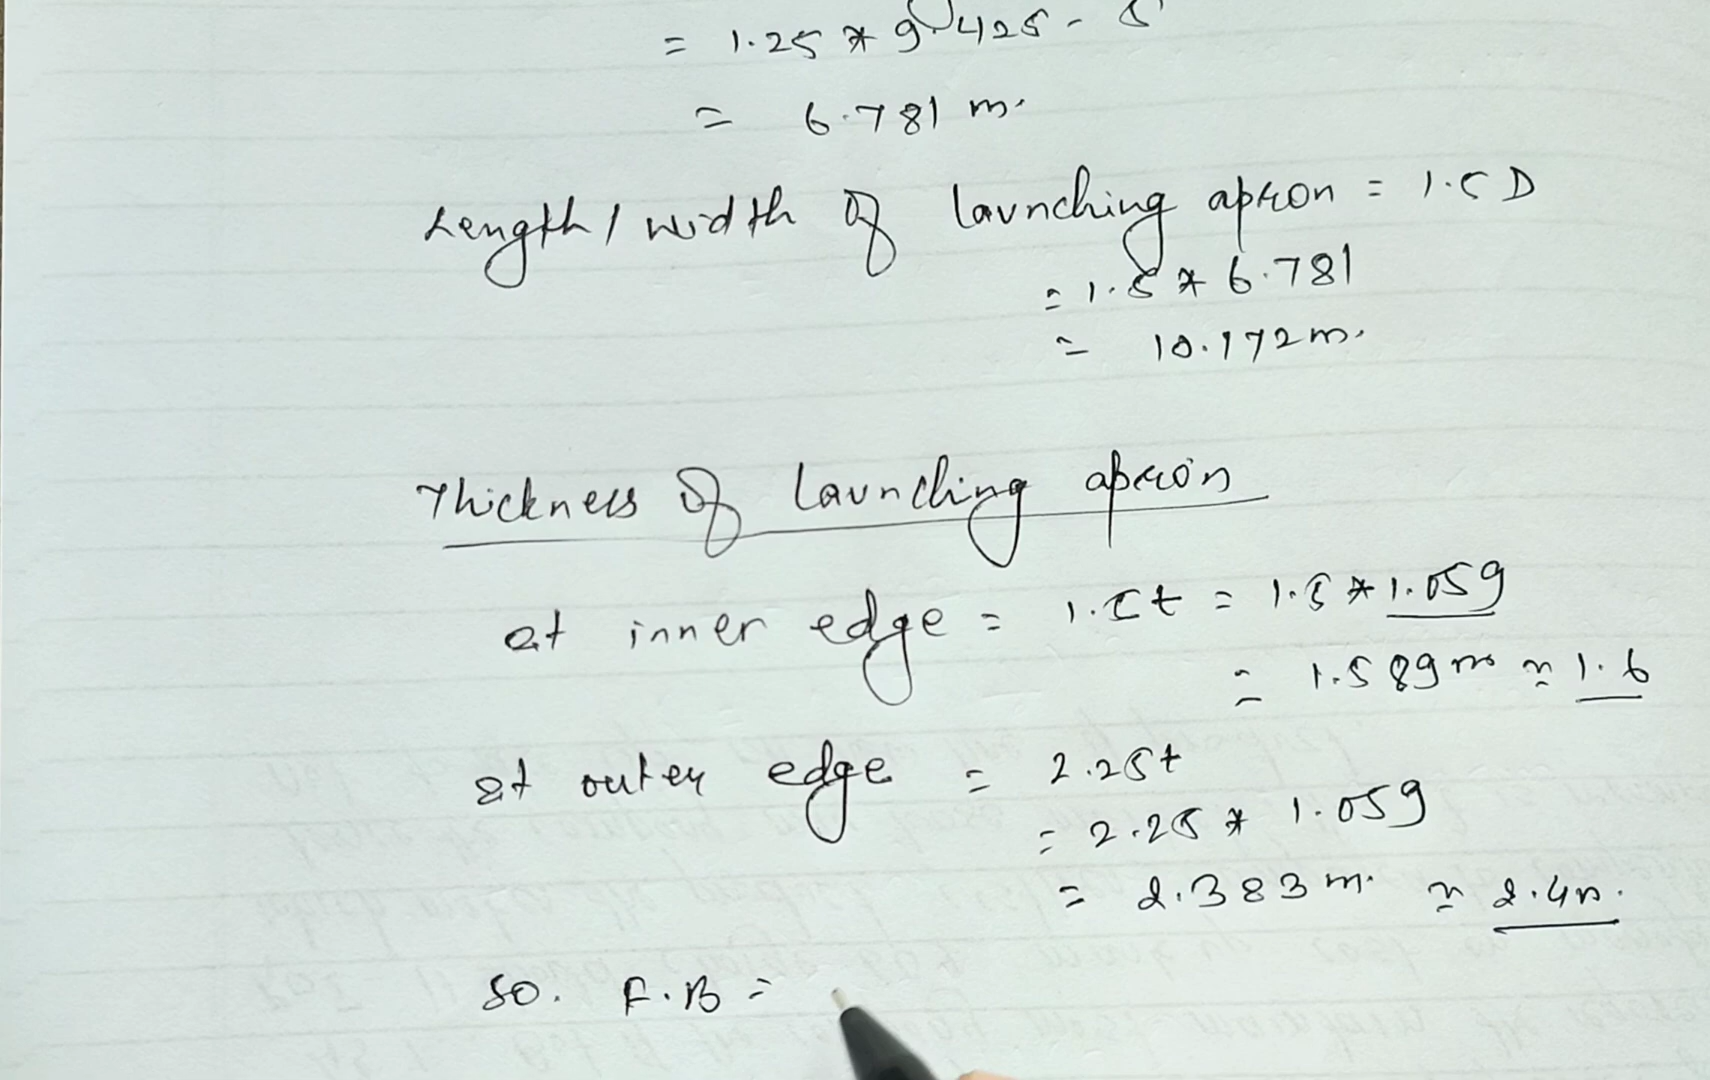 = 1.25 * 9.425 - 5
= 6.781 m.
Length / width of launching apron = 1.5 D
= 1.5 * 6.781
= 10.172 m.
Thickness of Launching apron
at inner edge = 1.5t = 1.5 * 1.059
= 1.589 m ≈ 1.6
at outer edge = 2.25t
= 2.25 * 1.059
= 2.383 m. ≈ 2.4m.
So. F.B =